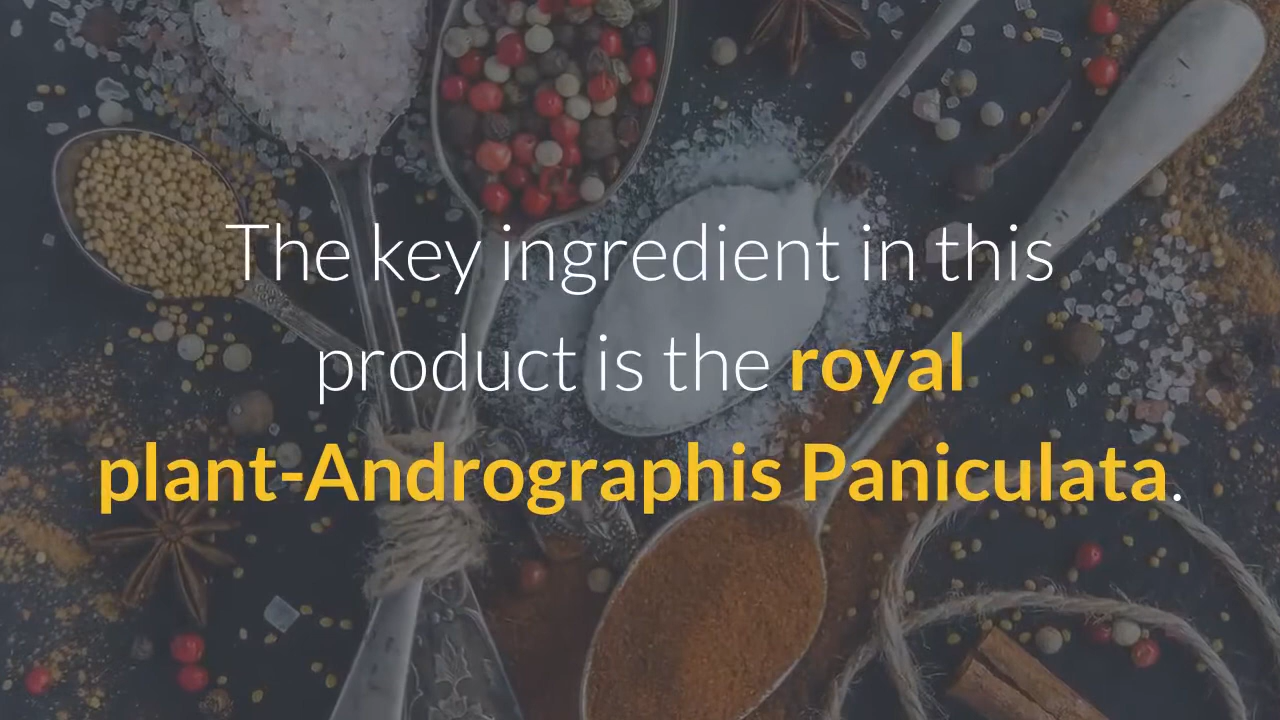 The key ingredient in this
product is the royal
plant-Andrographis Paniculata.